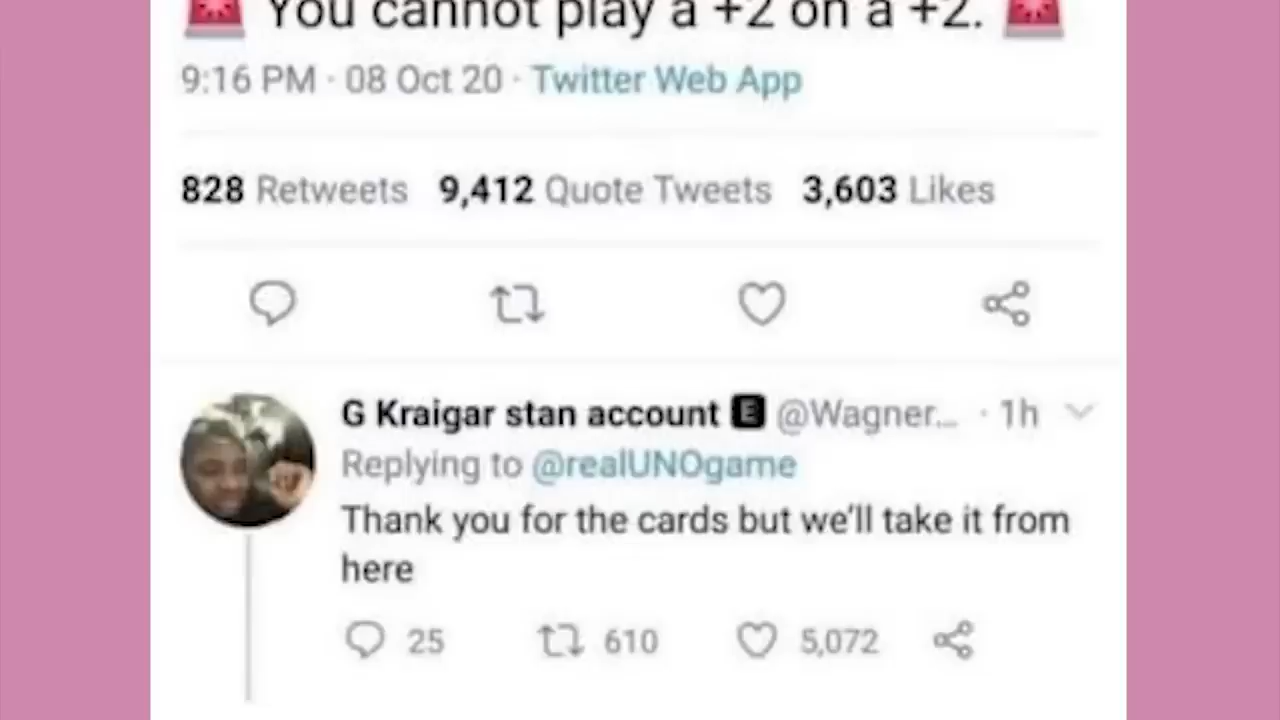 You cannot play a +2 on a +2.
9:16 PM · 08 Oct 20 · Twitter Web App
828 Retweets 9,412 Quote Tweets 3,603 Likes
G Kraigar stan account E @Wagner... · 1h
Replying to @realUNOgame
Thank you for the cards but we'll take it from
here
25 610 5,072